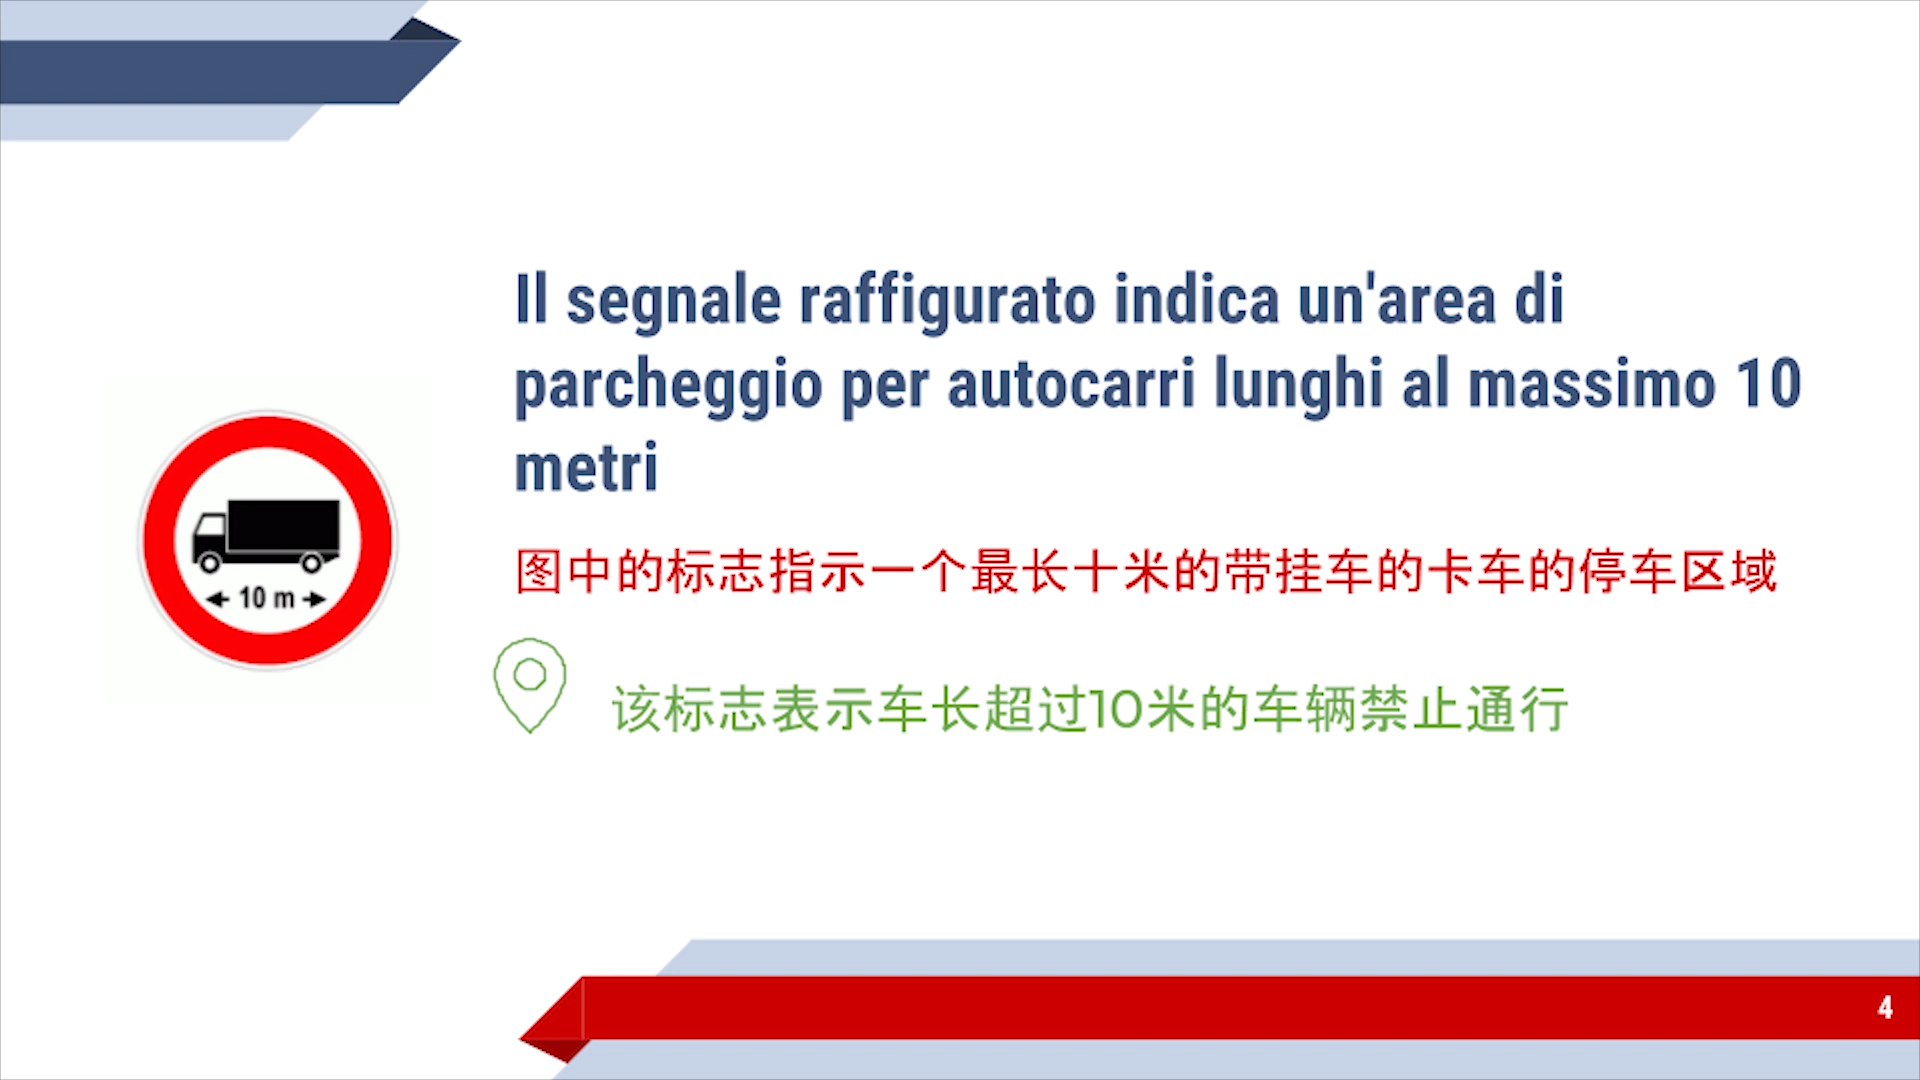 Il segnale raffigurato indica un'area di
parcheggio per autocarri lunghi al massimo 10
metri
图中的标志指示一个最长十米的带挂车的卡车的停车区域
10 m
该标志表示车长超过10米的车辆禁止通行
4